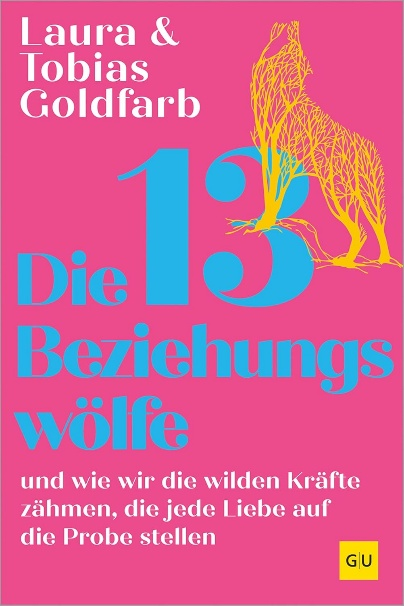 Laura &
Tobias
Goldfarb
Die 13
Beziehungs
wölfe
und wie wir die wilden Kräfte
zähmen, die jede Liebe auf
die Probe stellen
G|U